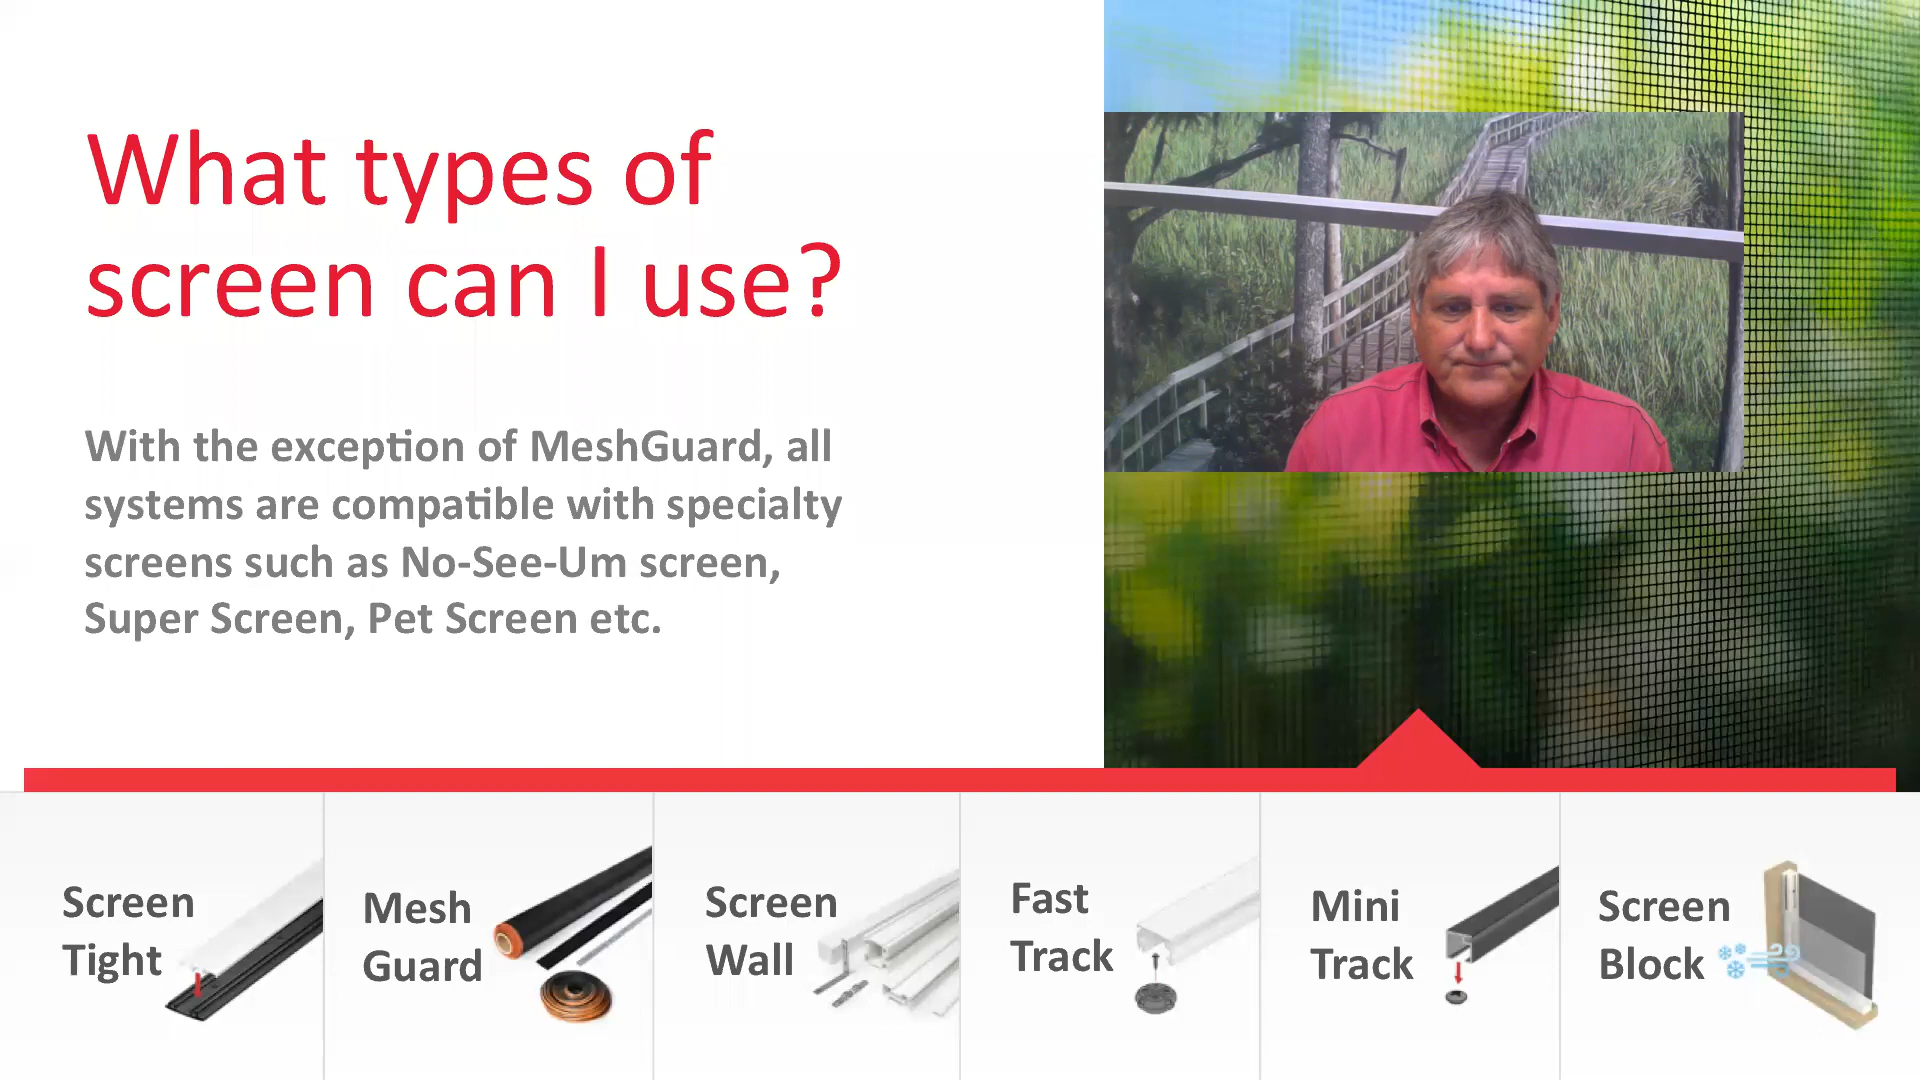 What types of
screen can I use?
With the exception of MeshGuard, all
systems are compatible with specialty
screens such as No-See-Um screen,
Super Screen, Pet Screen etc.
Screen
Tight
Mesh
Guard
Screen
Wall
Fast
Track
Mini
Track
Screen
Block